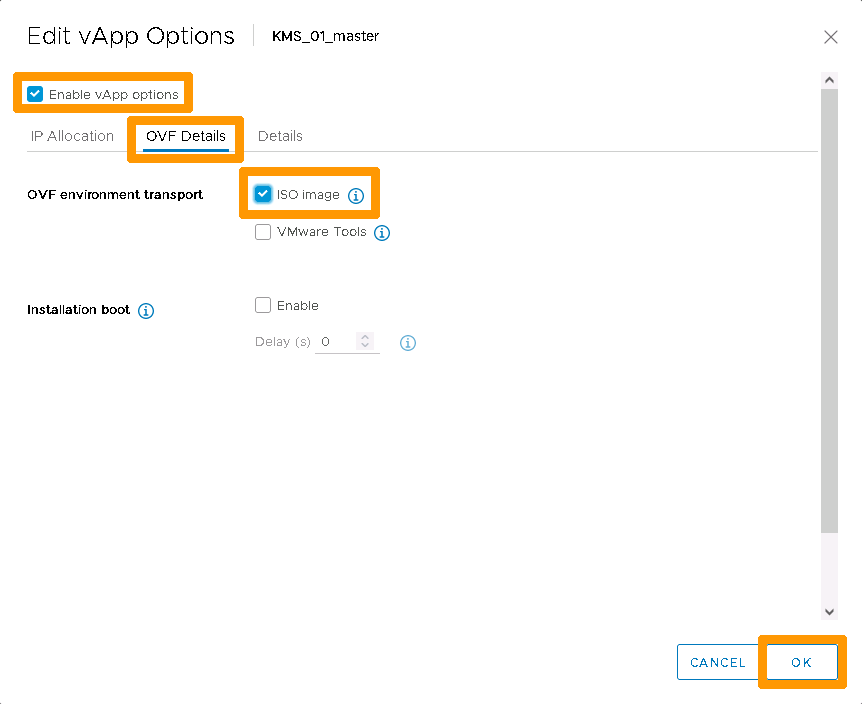 Edit vApp Options KMS_01_master
Enable vApp options
IP Allocation OVF Details Details
OVF environment transport ISO image
VMware Tools
Installation boot Enable
Delay (s) 0
CANCEL OK